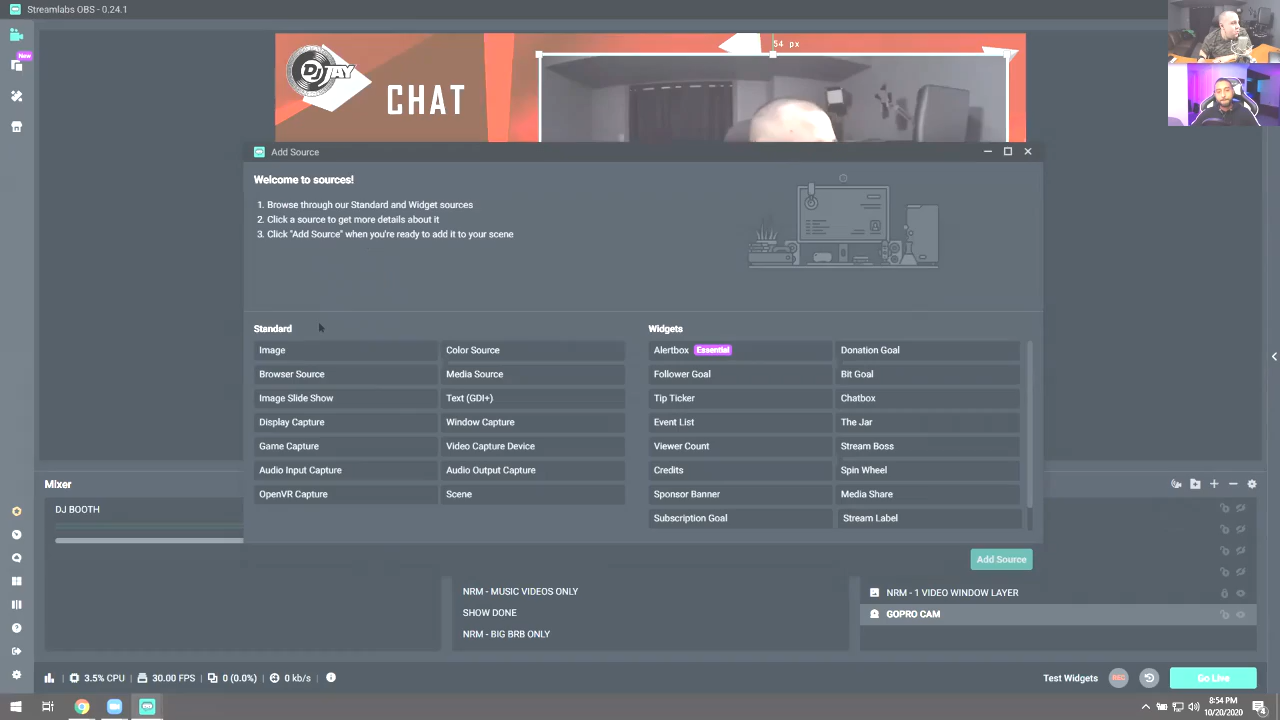 Streamlabs OBS - 0.24.1
New
DJ JAY
CHAT
54 px
Add Source
Welcome to sources!
1. Browse through our Standard and Widget sources
2. Click a source to get more details about it
3. Click "Add Source" when you're ready to add it to your scene
Standard
Image
Color Source
Browser Source
Media Source
Image Slide Show
Text (GDI+)
Display Capture
Window Capture
Game Capture
Video Capture Device
Audio Input Capture
Audio Output Capture
OpenVR Capture
Scene
Widgets
Alertbox Essential
Donation Goal
Follower Goal
Bit Goal
Tip Ticker
Chatbox
Event List
The Jar
Viewer Count
Stream Boss
Credits
Spin Wheel
Sponsor Banner
Media Share
Subscription Goal
Stream Label
Add Source
Mixer
DJ BOOTH
NRM - MUSIC VIDEOS ONLY
SHOW DONE
NRM - BIG BRB ONLY
NRM - 1 VIDEO WINDOW LAYER
GOPRO CAM
3.5% CPU
30.00 FPS
0 (0.0%)
0 kb/s
Test Widgets
REC
Go Live
8:54 PM
10/20/2020
4